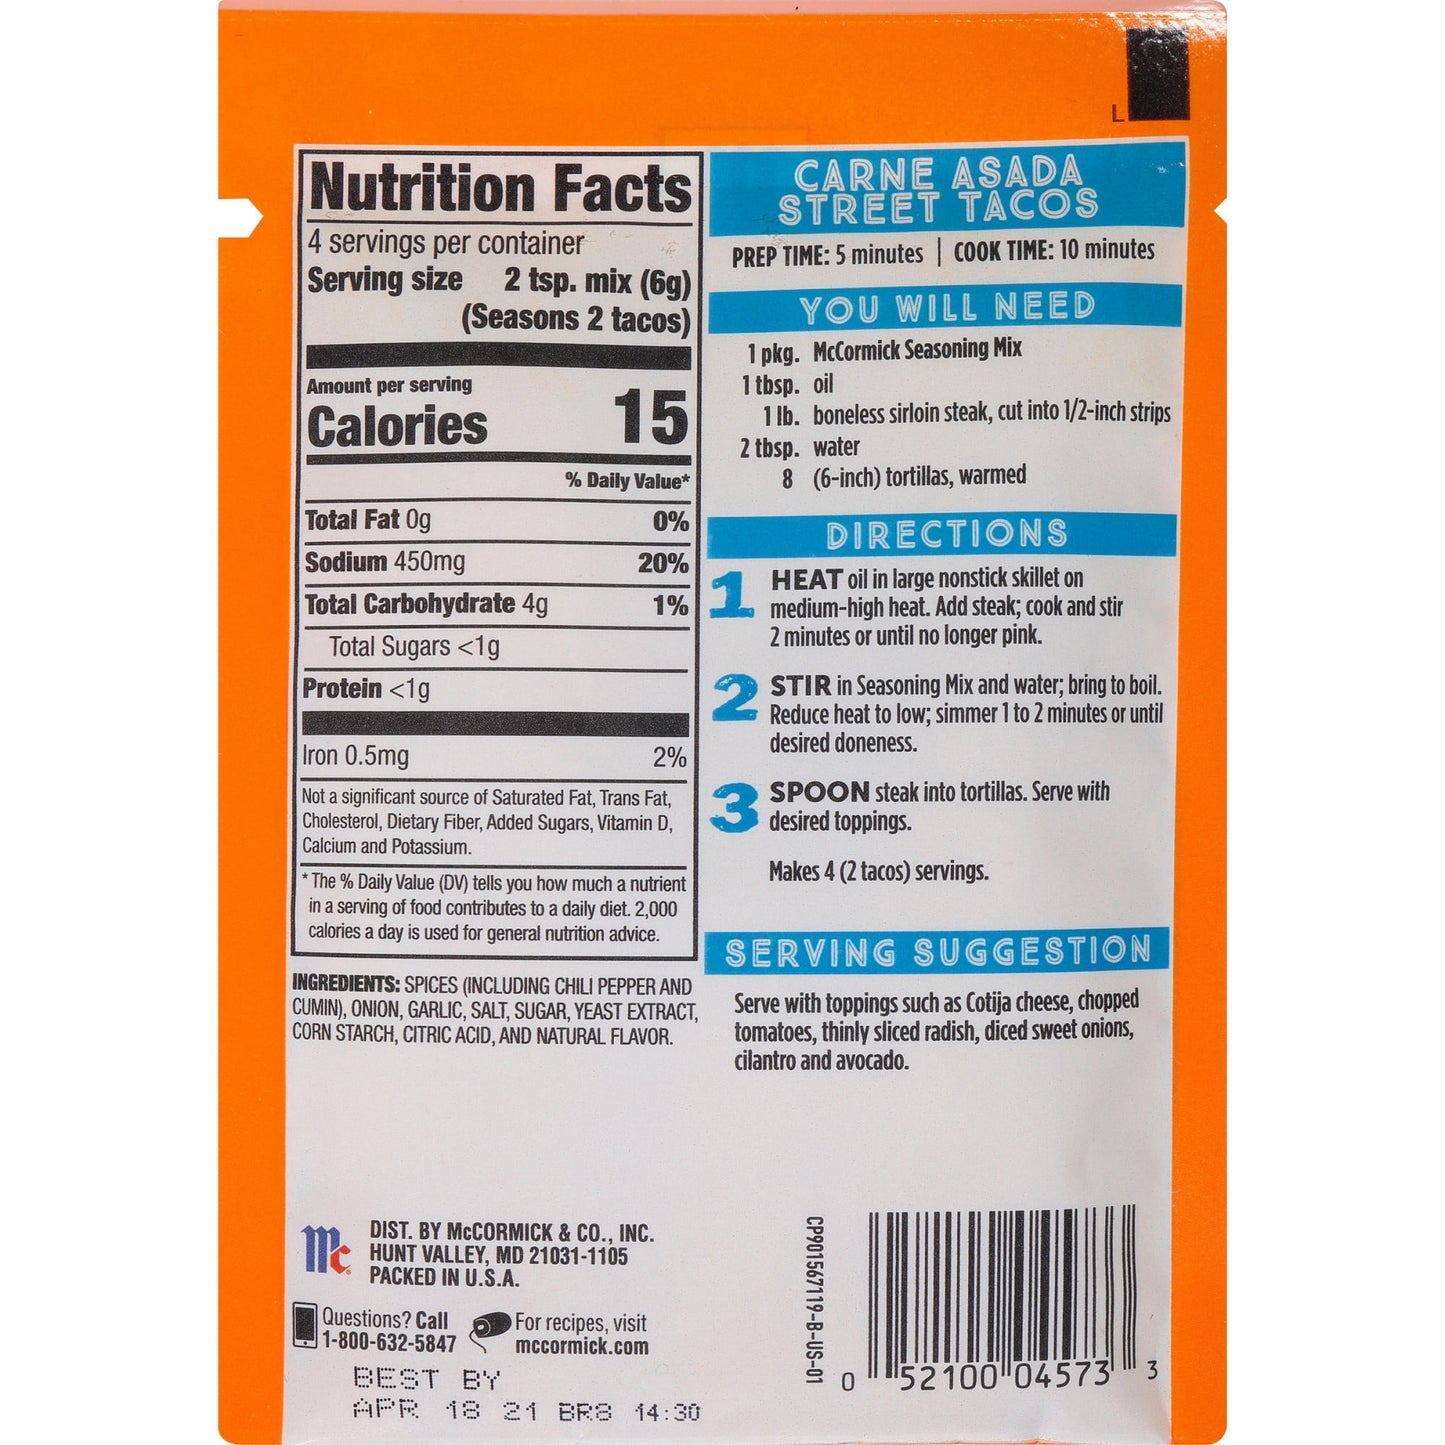 L
Nutrition Facts
4 servings per container
Serving size 2 tsp. mix (6g)
(Seasons 2 tacos)
Amount per serving
Calories 15
% Daily Value*
Total Fat 0g 0%
Sodium 450mg 20%
Total Carbohydrate 4g 1%
Total Sugars <1g
Protein <1g
Iron 0.5mg 2%
Not a significant source of Saturated Fat, Trans Fat,
Cholesterol, Dietary Fiber, Added Sugars, Vitamin D,
Calcium and Potassium.
* The % Daily Value (DV) tells you how much a nutrient
in a serving of food contributes to a daily diet. 2,000
calories a day is used for general nutrition advice.
INGREDIENTS: SPICES (INCLUDING CHILI PEPPER AND
CUMIN), ONION, GARLIC, SALT, SUGAR, YEAST EXTRACT,
CORN STARCH, CITRIC ACID, AND NATURAL FLAVOR.
CARNE ASADA
STREET TACOS
PREP TIME: 5 minutes | COOK TIME: 10 minutes
YOU WILL NEED
1 pkg. McCormick Seasoning Mix
1 tbsp. oil
1 lb. boneless sirloin steak, cut into 1/2-inch strips
2 tbsp. water
8 (6-inch) tortillas, warmed
DIRECTIONS
1 HEAT oil in large nonstick skillet on
medium-high heat. Add steak; cook and stir
2 minutes or until no longer pink.
2 STIR in Seasoning Mix and water; bring to boil.
Reduce heat to low; simmer 1 to 2 minutes or until
desired doneness.
3 SPOON steak into tortillas. Serve with
desired toppings.
Makes 4 (2 tacos) servings.
SERVING SUGGESTION
Serve with toppings such as Cotija cheese, chopped
tomatoes, thinly sliced radish, diced sweet onions,
cilantro and avocado.
Mc®
DIST. BY McCORMICK & CO., INC.
HUNT VALLEY, MD 21031-1105
PACKED IN U.S.A.
Questions? Call
1-800-632-5847
For recipes, visit
mccormick.com
BEST BY
APR 18 21 BR8 14:30
CP901567119-B-US-01
0 52100 04573 3